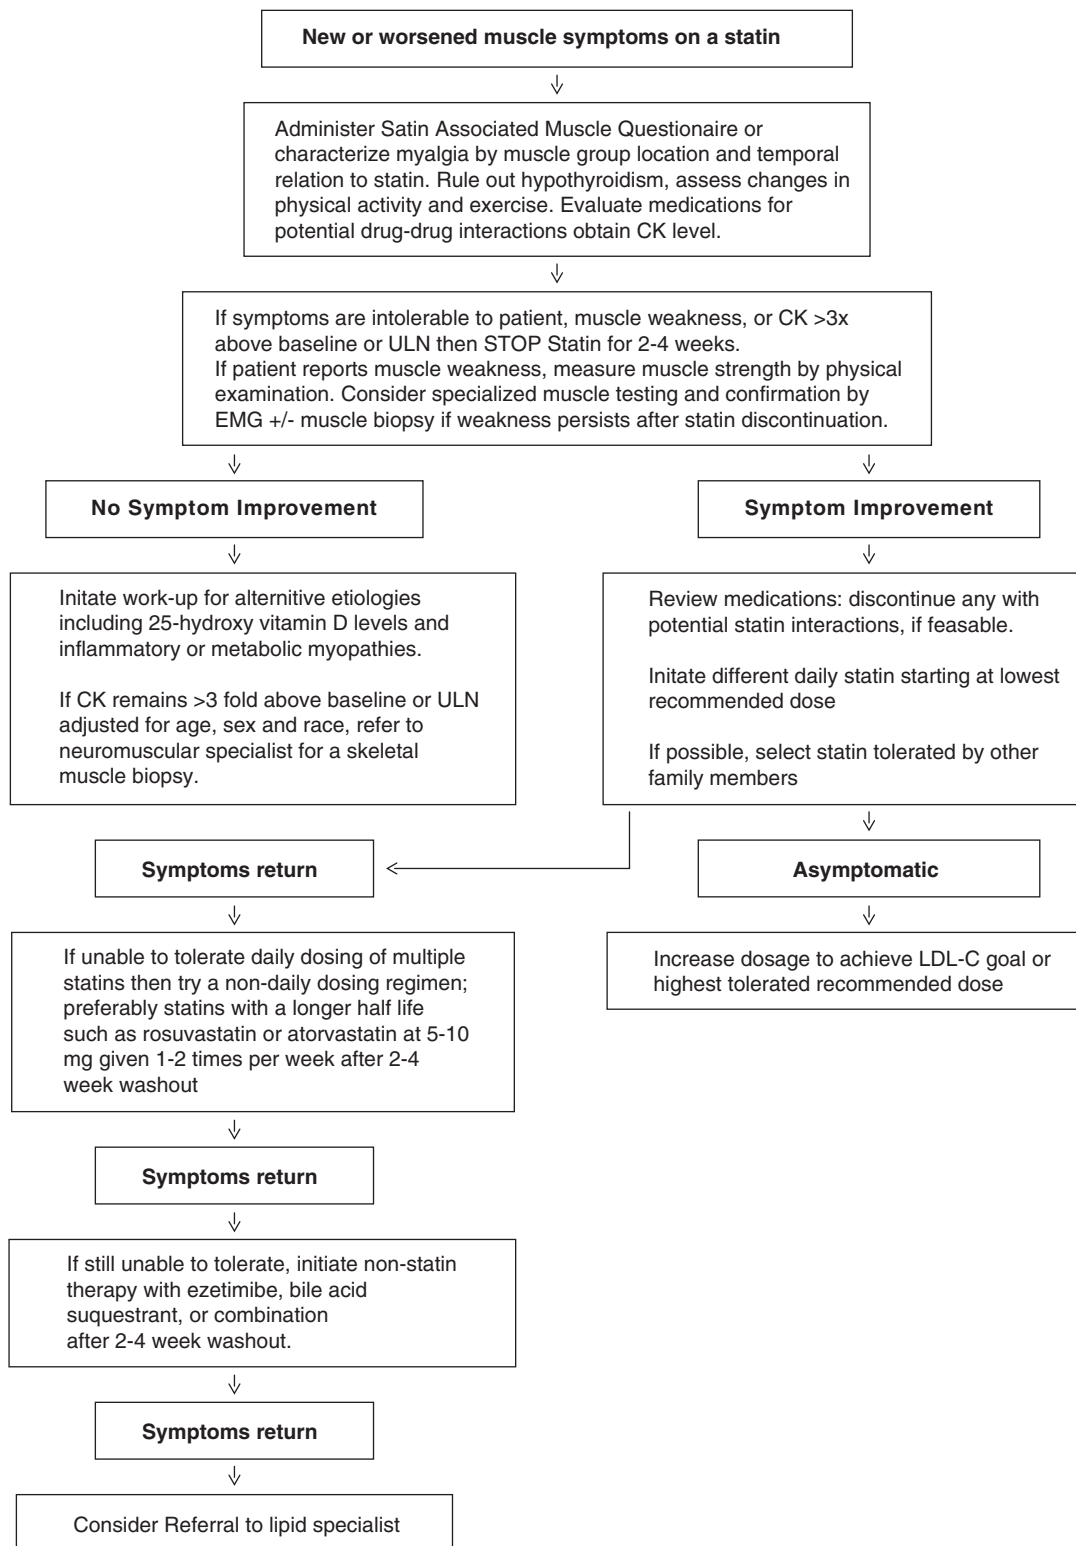 New or worsened muscle symptoms on a statin
Administer Satin Associated Muscle Questionaire or
characterize myalgia by muscle group location and temporal
relation to statin. Rule out hypothyroidism, assess changes in
physical activity and exercise. Evaluate medications for
potential drug-drug interactions obtain CK level.
If symptoms are intolerable to patient, muscle weakness, or CK >3x
above baseline or ULN then STOP Statin for 2-4 weeks.
If patient reports muscle weakness, measure muscle strength by physical
examination. Consider specialized muscle testing and confirmation by
EMG +/- muscle biopsy if weakness persists after statin discontinuation.
No Symptom Improvement
Initate work-up for alternitive etiologies
including 25-hydroxy vitamin D levels and
inflammatory or metabolic myopathies.
If CK remains >3 fold above baseline or ULN
adjusted for age, sex and race, refer to
neuromuscular specialist for a skeletal
muscle biopsy.
Symptom Improvement
Review medications: discontinue any with
potential statin interactions, if feasable.
Initate different daily statin starting at lowest
recommended dose
If possible, select statin tolerated by other
family members
Symptoms return
If unable to tolerate daily dosing of multiple
statins then try a non-daily dosing regimen;
preferably statins with a longer half life
such as rosuvastatin or atorvastatin at 5-10
mg given 1-2 times per week after 2-4
week washout
Asymptomatic
Increase dosage to achieve LDL-C goal or
highest tolerated recommended dose
Symptoms return
If still unable to tolerate, initiate non-statin
therapy with ezetimibe, bile acid
suquestrant, or combination
after 2-4 week washout.
Symptoms return
Consider Referral to lipid specialist